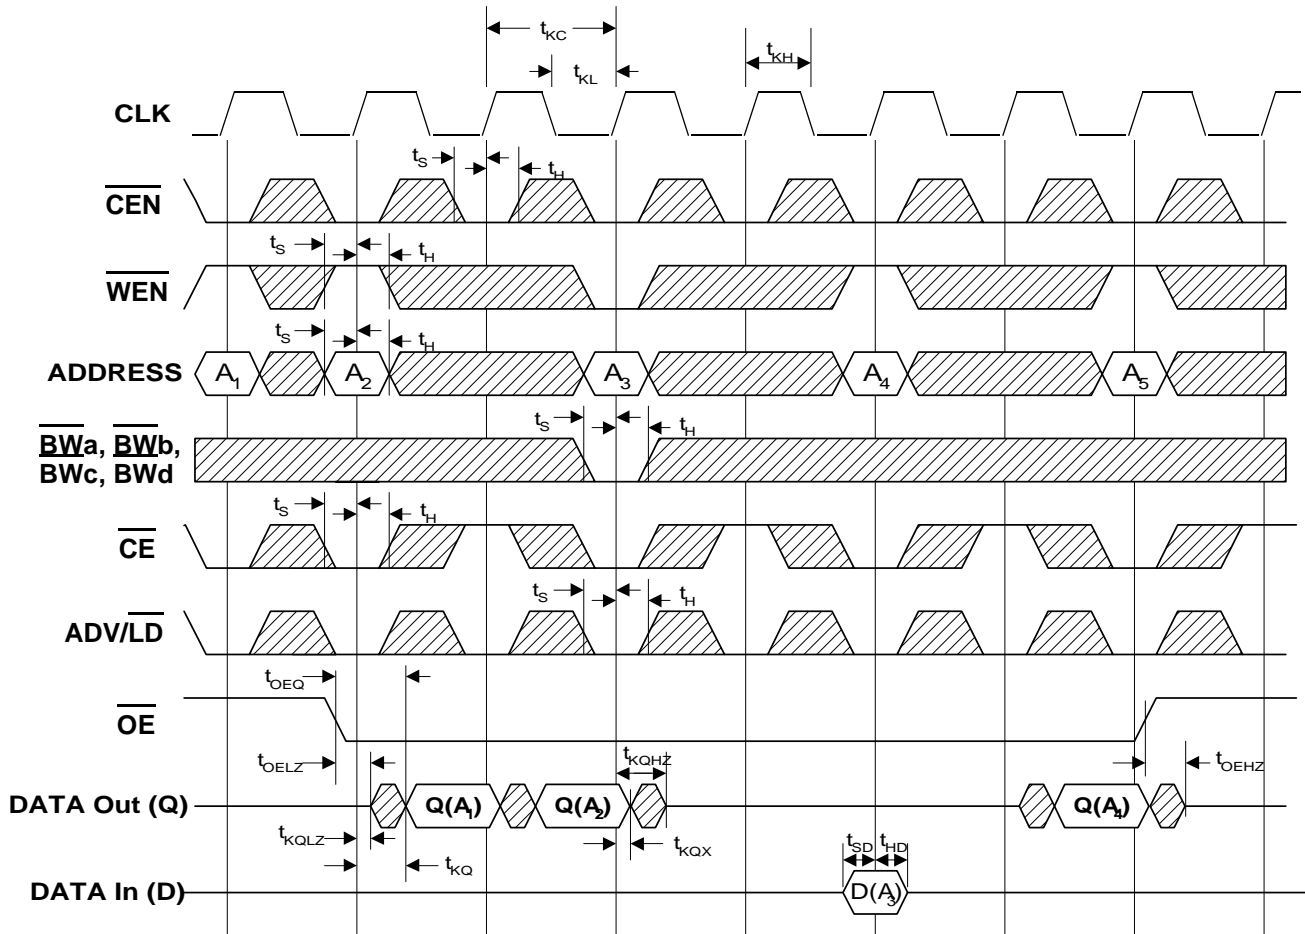 tKC
tKL
tKH
CLK
tS
tH
CEN
tS
tH
WEN
tS
tH
ADDRESS
A1
A2
A3
A4
A5
BWa, BWb,
BWc, BWd
tS
tH
tS
tH
CE
tS
tH
ADV/LD
tOEQ
OE
tOELZ
tKQHZ
tOEHZ
DATA Out (Q)
Q(A1)
Q(A2)
Q(A4)
tKQLZ
tKQ
tKQX
tSD
tHD
DATA In (D)
D(A3)